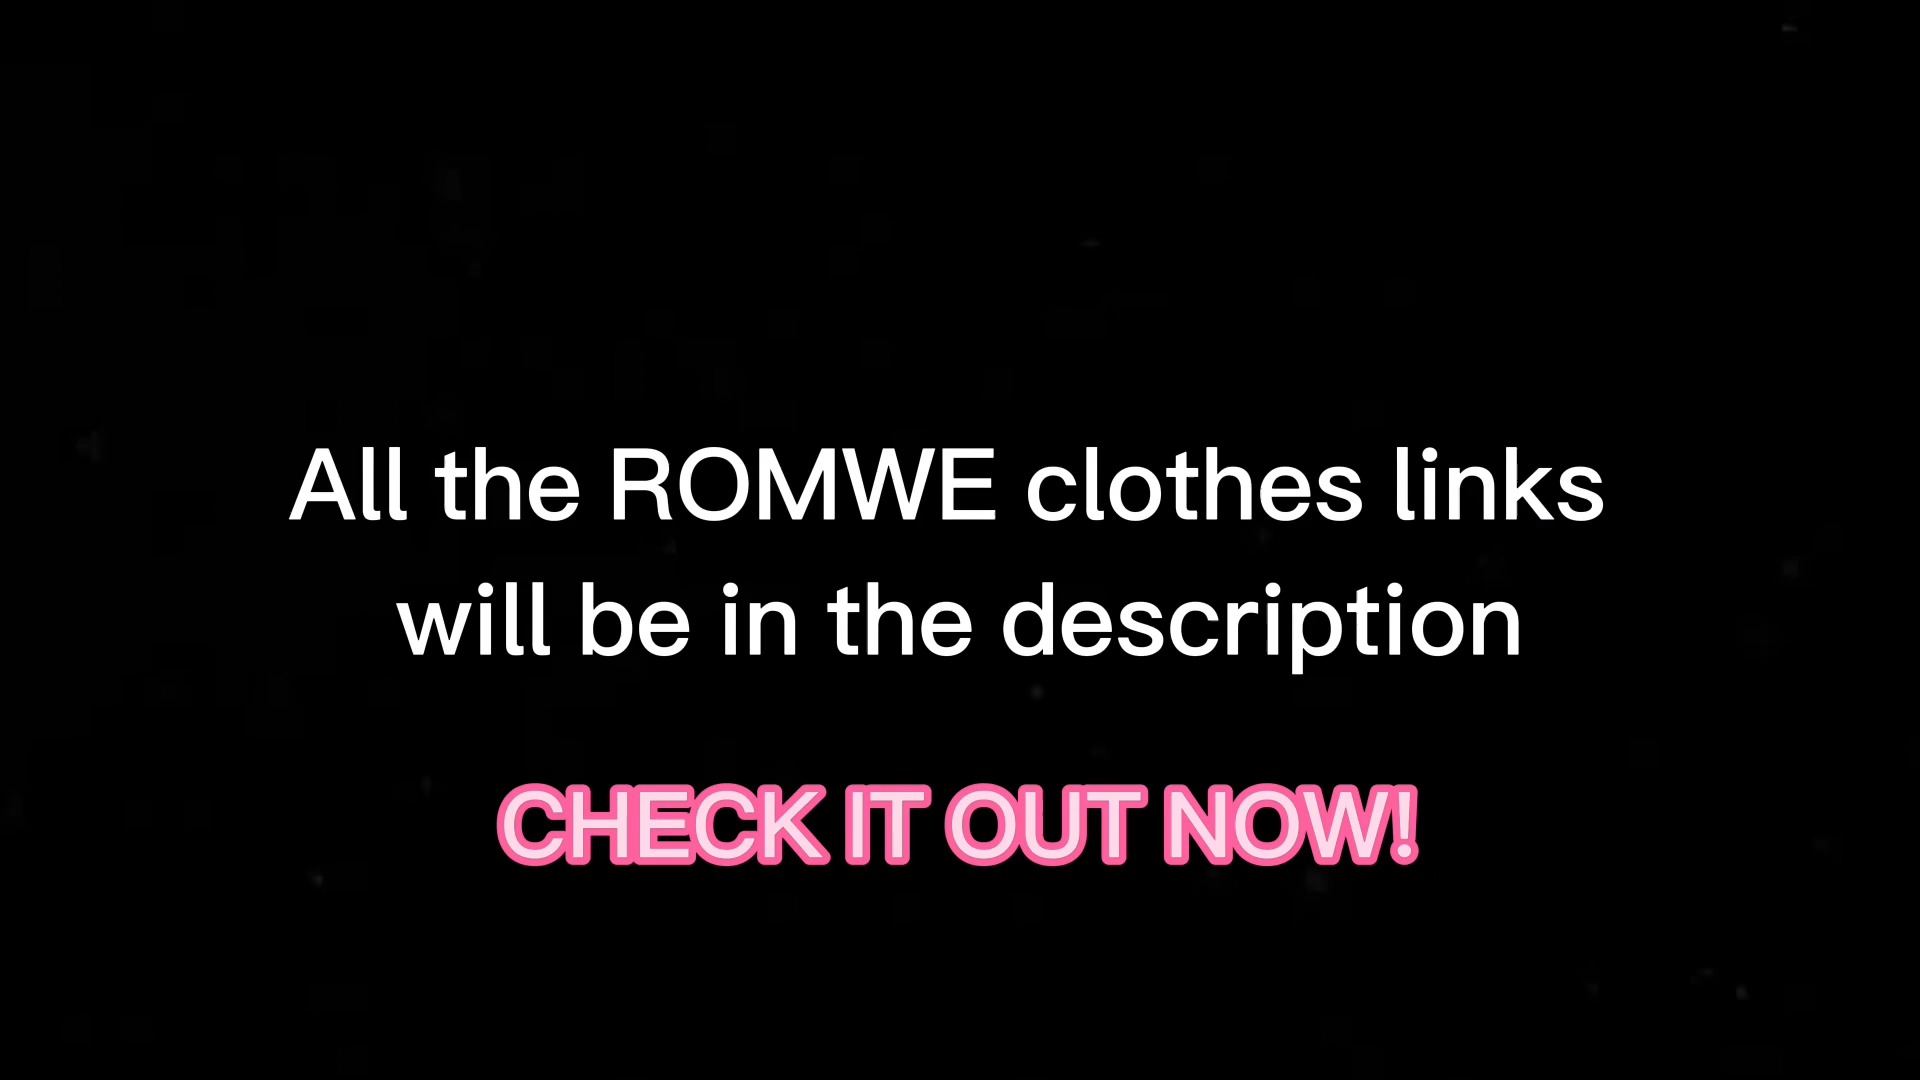 All the ROMWE clothes links
will be in the description
CHECK IT OUT NOW!